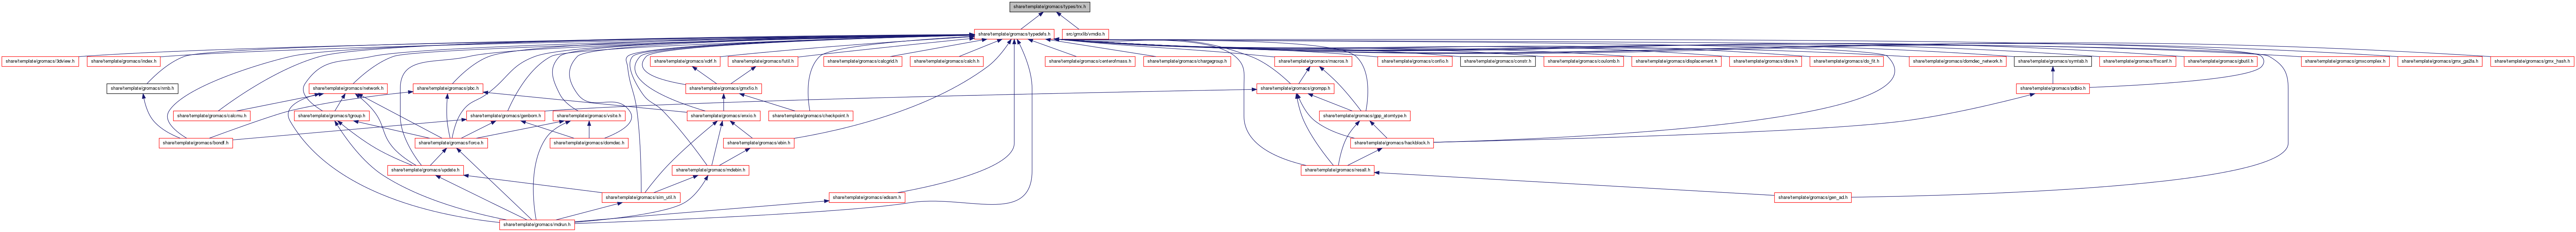 share/template/gromacs/types/trx.h
share/template/gromacs/typedefs.h
src/gmxlib/vmdio.h
share/template/gromacs/3dview.h
share/template/gromacs/index.h
share/template/gromacs/xdrf.h
share/template/gromacs/futil.h
share/template/gromacs/calcgrid.h
share/template/gromacs/calch.h
share/template/gromacs/centerofmass.h
share/template/gromacs/chargegroup.h
share/template/gromacs/macros.h
share/template/gromacs/confio.h
share/template/gromacs/constr.h
share/template/gromacs/coulomb.h
share/template/gromacs/displacement.h
share/template/gromacs/disre.h
share/template/gromacs/do_fit.h
share/template/gromacs/domdec_network.h
share/template/gromacs/symtab.h
share/template/gromacs/fftgrid.h
share/template/gromacs/gbutil.h
share/template/gromacs/gmxcomplex.h
share/template/gromacs/gmx_ga2la.h
share/template/gromacs/gmx_hash.h
share/template/gromacs/nrnb.h
share/template/gromacs/network.h
share/template/gromacs/pbc.h
share/template/gromacs/gmxfio.h
share/template/gromacs/grompp.h
share/template/gromacs/pdbio.h
share/template/gromacs/calcmu.h
share/template/gromacs/tgroup.h
share/template/gromacs/genborn.h
share/template/gromacs/vsite.h
share/template/gromacs/enxio.h
share/template/gromacs/checkpoint.h
share/template/gromacs/gpp_atomtype.h
share/template/gromacs/bondf.h
share/template/gromacs/force.h
share/template/gromacs/domdec.h
share/template/gromacs/ebin.h
share/template/gromacs/hackblock.h
share/template/gromacs/update.h
share/template/gromacs/mdebin.h
share/template/gromacs/resall.h
share/template/gromacs/sim_util.h
share/template/gromacs/edsam.h
share/template/gromacs/gen_ad.h
share/template/gromacs/mdrun.h